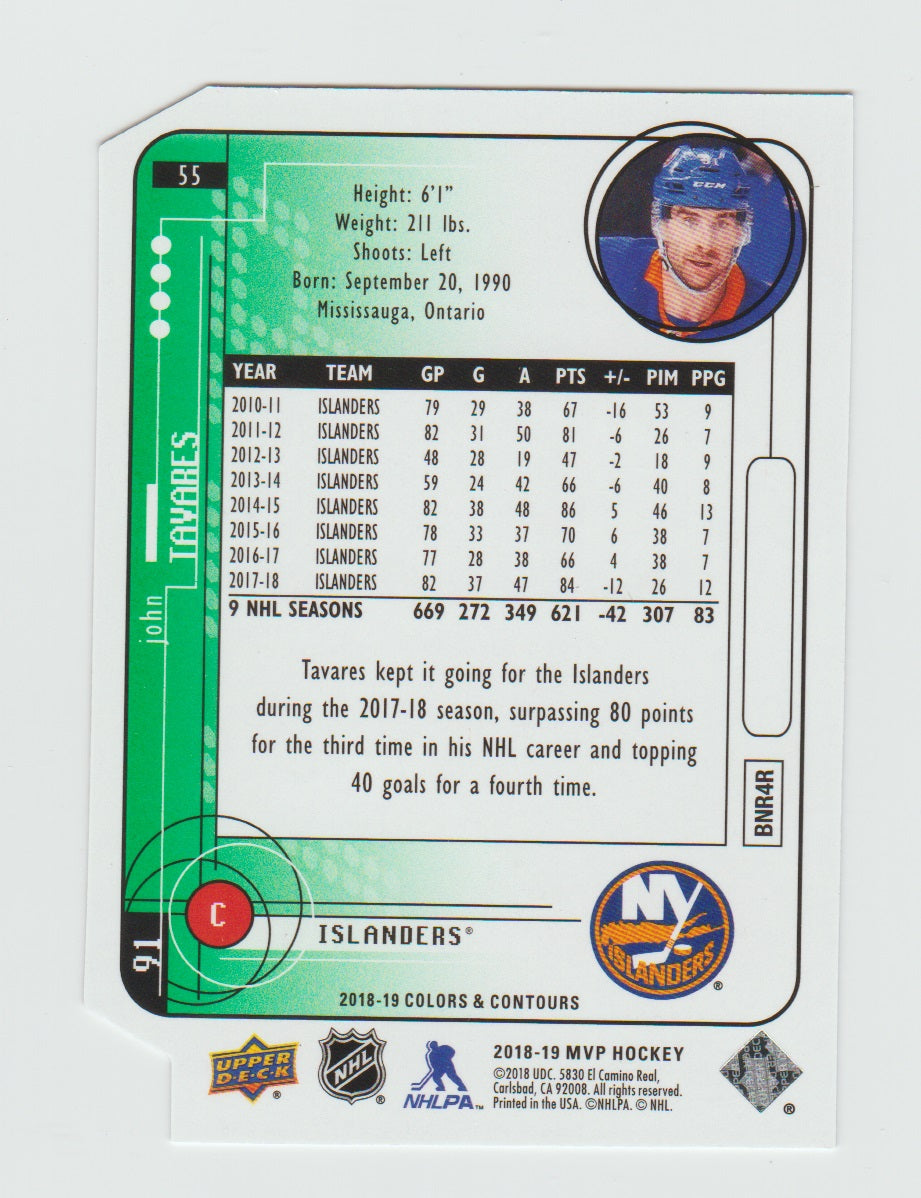 55
Height: 6'1"
Weight: 211 lbs.
Shoots: Left
Born: September 20, 1990
Mississauga, Ontario
CCM
YEAR TEAM GP G A PTS +/- PIM PPG
2010-11 ISLANDERS 79 29 38 67 -16 53 9
2011-12 ISLANDERS 82 31 50 81 -6 26 7
2012-13 ISLANDERS 48 28 19 47 -2 18 9
2013-14 ISLANDERS 59 24 42 66 -6 40 8
2014-15 ISLANDERS 82 38 48 86 5 46 13
2015-16 ISLANDERS 78 33 37 70 6 38 7
2016-17 ISLANDERS 77 28 38 66 4 38 7
2017-18 ISLANDERS 82 37 47 84 -12 26 12
9 NHL SEASONS 669 272 349 621 -42 307 83
john TAVARES
Tavares kept it going for the Islanders
during the 2017-18 season, surpassing 80 points
for the third time in his NHL career and topping
40 goals for a fourth time.
BNR4R
C
91
ISLANDERS®
NY
ISLANDERS
®
2018-19 COLORS & CONTOURS
UPPER
D·E·C·K
®
NHL
®
NHLPA™
2018-19 MVP HOCKEY
©2018 UDC. 5830 El Camino Real,
Carlsbad, CA 92008. All rights reserved.
Printed in the USA. ©NHLPA. © NHL.
®